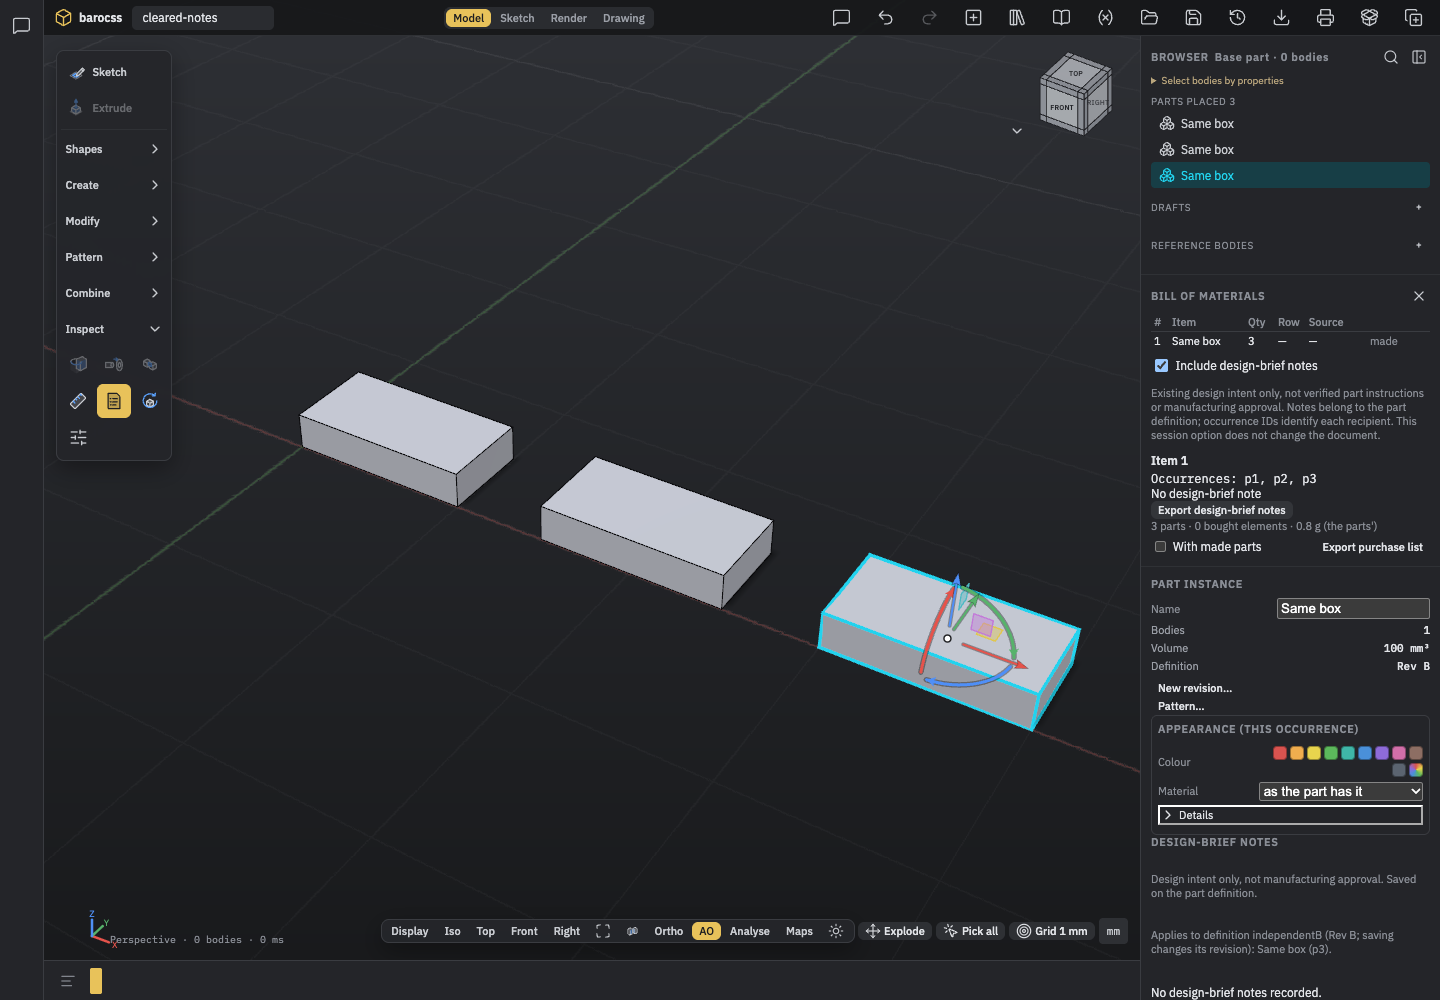 barocss
cleared-notes
Model Sketch Render Drawing
Sketch
Extrude
Shapes
Create
Modify
Pattern
Combine
Inspect
TOP
FRONT
RIGHT
BROWSER Base part · 0 bodies
Select bodies by properties
PARTS PLACED 3
Same box
Same box
Same box
DRAFTS +
REFERENCE BODIES +
BILL OF MATERIALS
# Item Qty Row Source
1 Same box 3 — — made
Include design-brief notes
Existing design intent only, not verified part instructions
or manufacturing approval. Notes belong to the part
definition; occurrence IDs identify each recipient. This
session option does not change the document.
Item 1
Occurrences: p1, p2, p3
No design-brief note
Export design-brief notes
3 parts · 0 bought elements · 0.8 g (the parts')
With made parts Export purchase list
PART INSTANCE
Name Same box
Bodies 1
Volume 100 mm³
Definition Rev B
New revision...
Pattern...
APPEARANCE (THIS OCCURRENCE)
Colour
Material as the part has it
Details
DESIGN-BRIEF NOTES
Design intent only, not manufacturing approval. Saved
on the part definition.
Applies to definition independentB (Rev B; saving
changes its revision): Same box (p3).
No design-brief notes recorded.
Z
Y
X
Perspective · 0 bodies · 0 ms
Display Iso Top Front Right Ortho AO Analyse Maps Explode Pick all Grid 1 mm mm